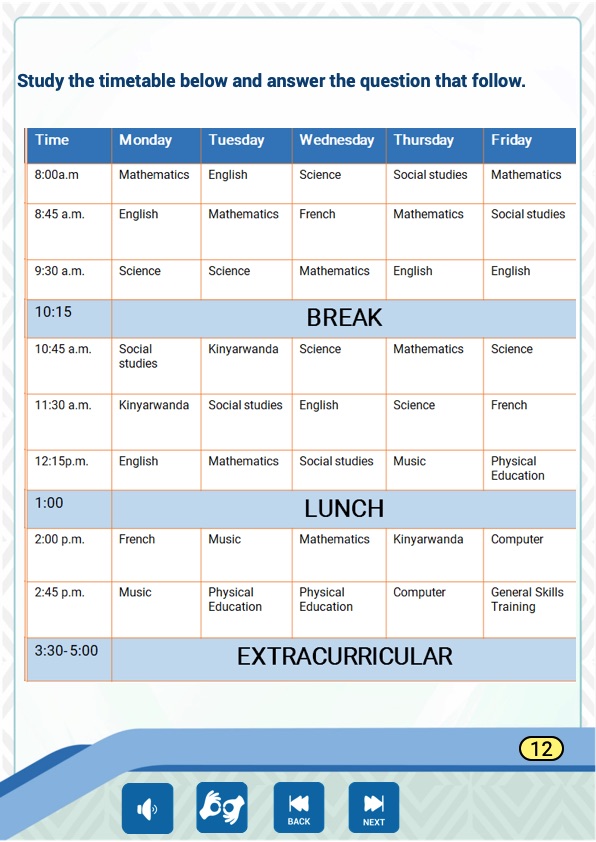 Study the timetable below and answer the question that follow.
Time Monday Tuesday Wednesday Thursday Friday
8:00a.m Mathematics English Science Social studies Mathematics
8:45 a.m. English Mathematics French Mathematics Social studies
9:30 a.m. Science Science Mathematics English English
10:15 BREAK
10:45 a.m. Social studies Kinyarwanda Science Mathematics Science
11:30 a.m. Kinyarwanda Social studies English Science French
12:15p.m. English Mathematics Social studies Music Physical Education
1:00 LUNCH
2:00 p.m. French Music Mathematics Kinyarwanda Computer
2:45 p.m. Music Physical Education Physical Education Computer General Skills Training
3:30-5:00 EXTRACURRICULAR
12
BACK NEXT